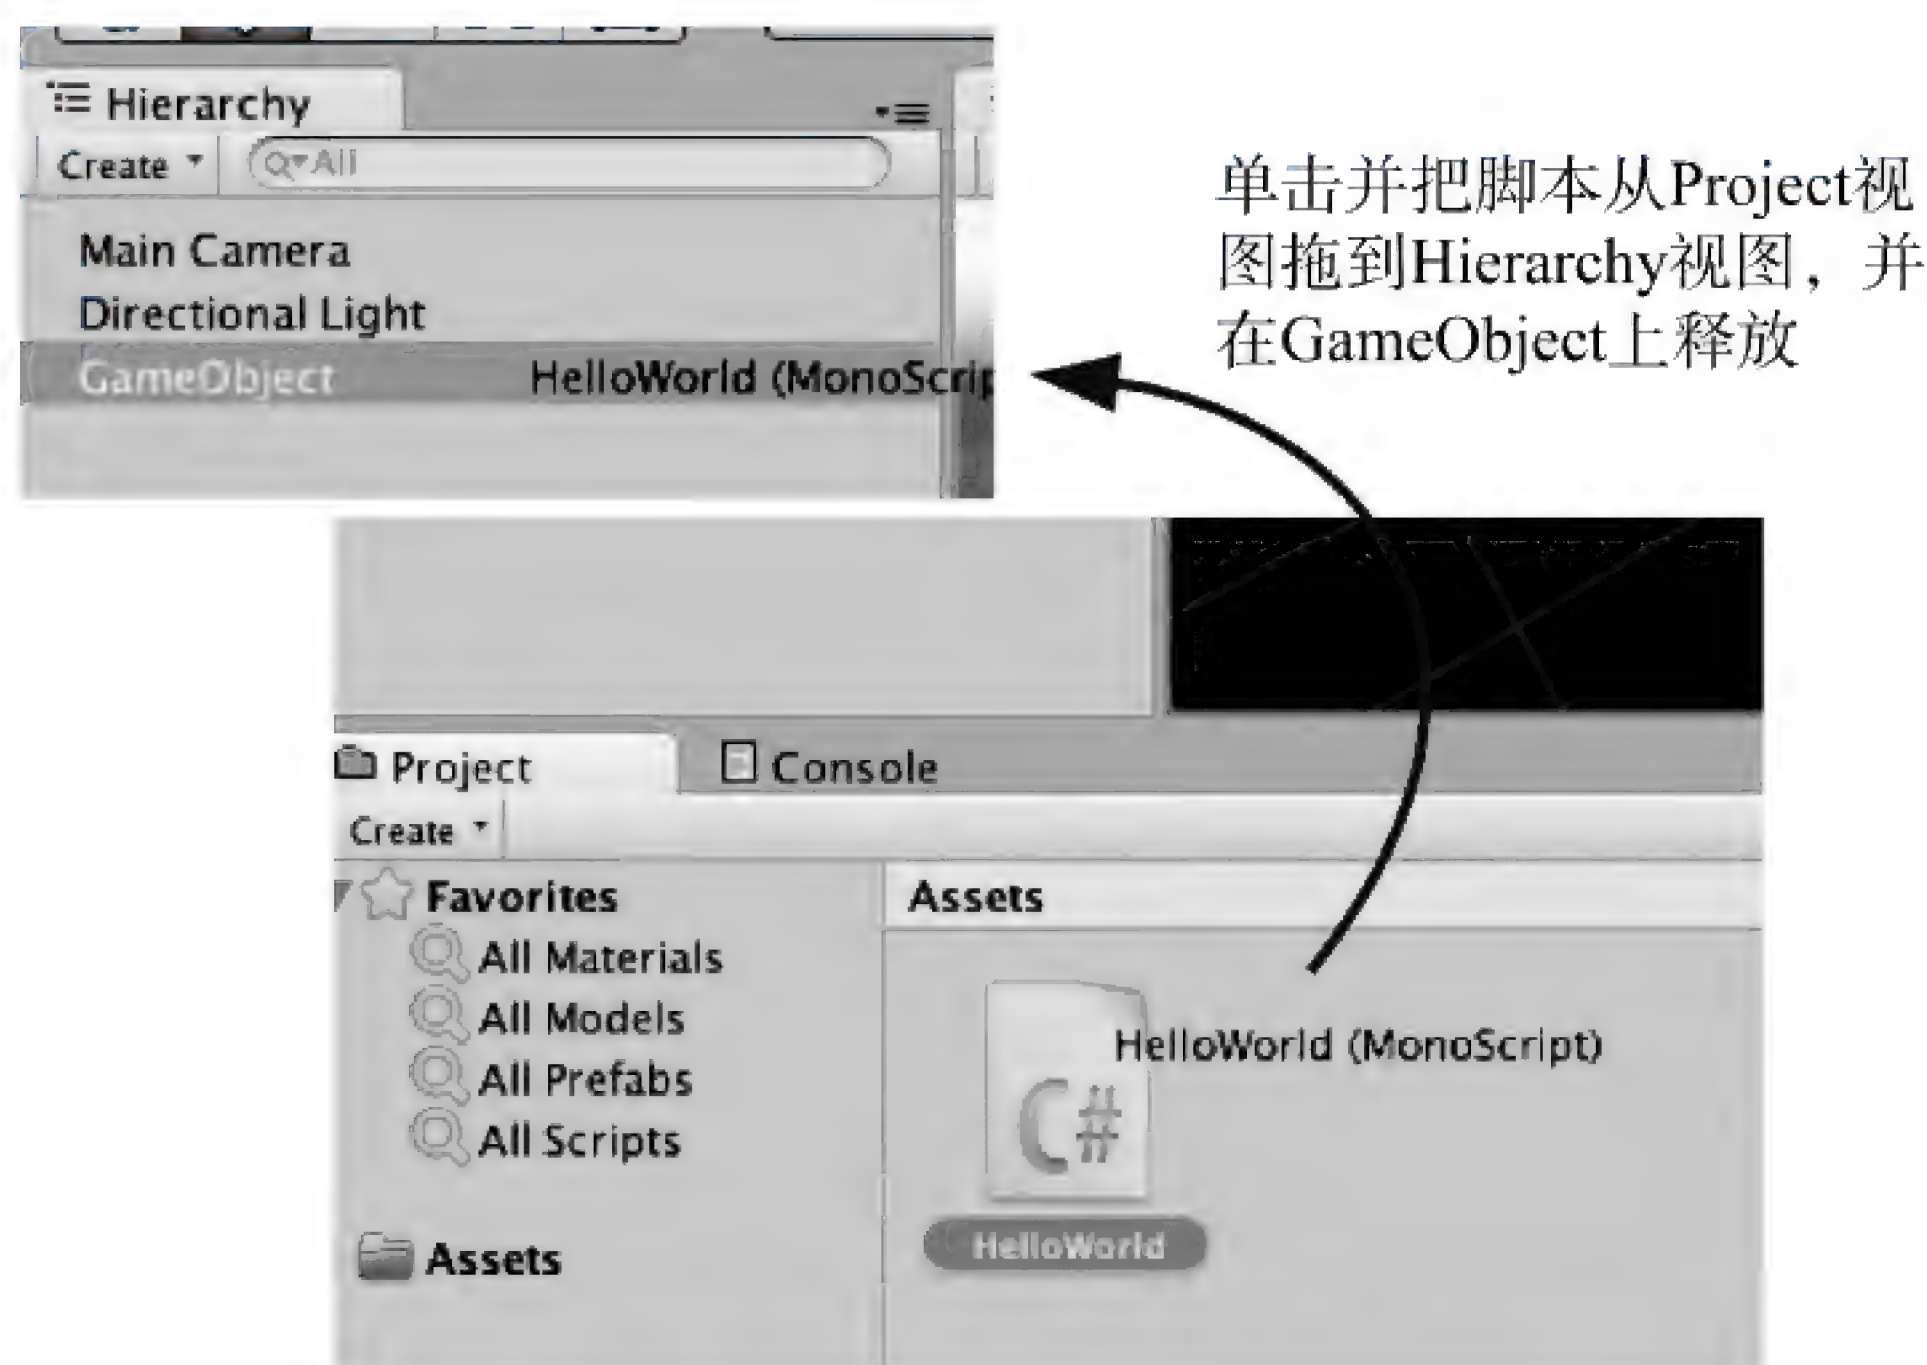 Hierarchy
Create
All
Main Camera
Directional Light
GameObject HelloWorld (MonoScrip
单击并把脚本从Project视
图拖到Hierarchy视图，并
在GameObject上释放
Project Console
Create
Favorites
All Materials
All Models
All Prefabs
All Scripts
Assets
Assets
HelloWorld (MonoScript)
C#
HelloWorld